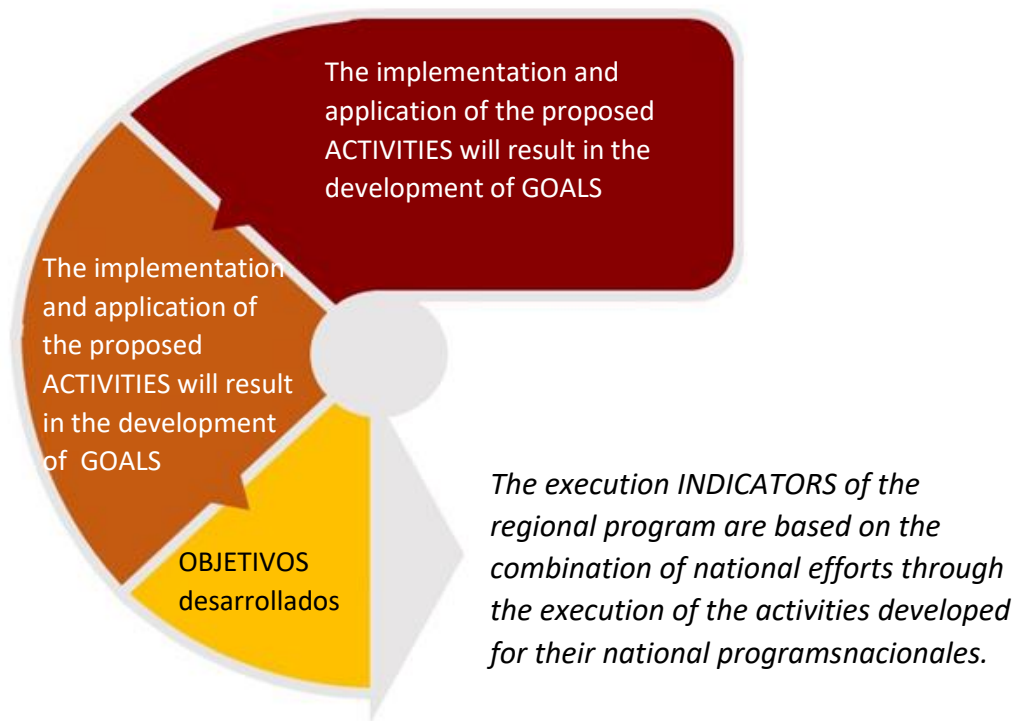 The implementation and
application of the proposed
ACTIVITIES will result in the
development of GOALS
The implementation
and application of
the proposed
ACTIVITIES will result
in the development
of GOALS
OBJETIVOS
desarrollados
The execution INDICATORS of the
regional program are based on the
combination of national efforts through
the execution of the activities developed
for their national programsnacionales.